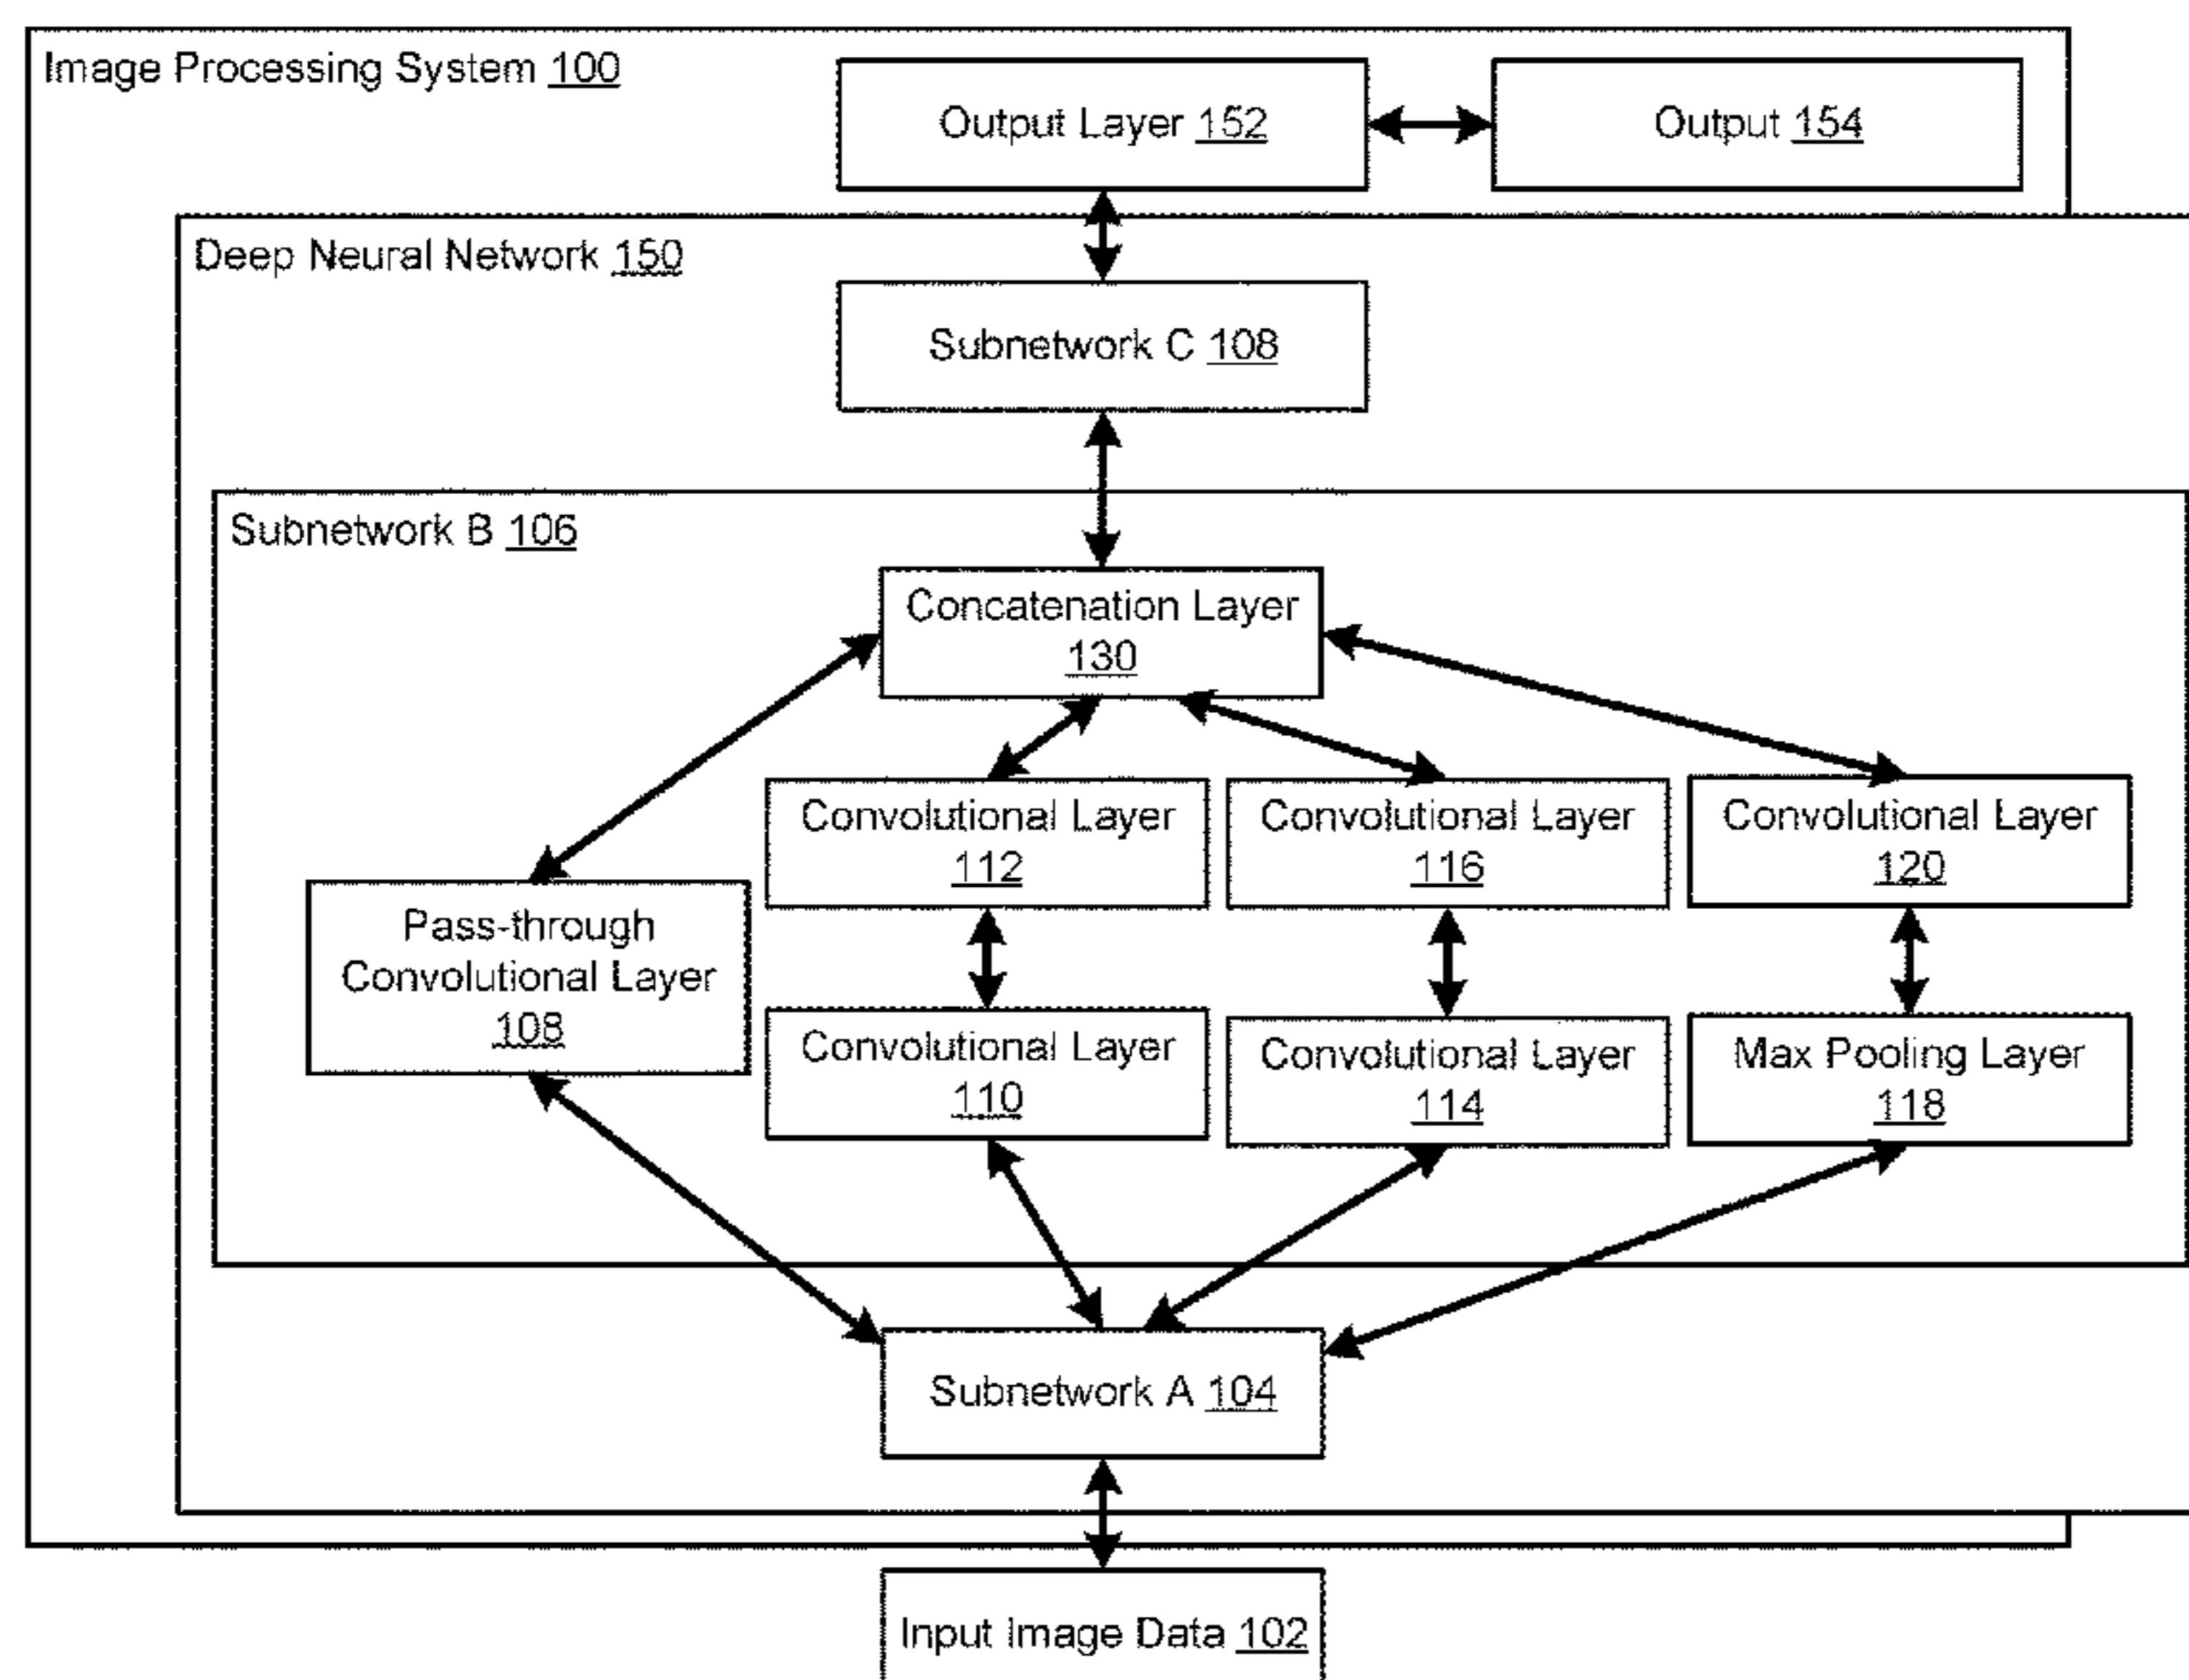 Image Processing System 100
Output Layer 152
Output 154
Deep Neural Network 150
Subnetwork C 108
Subnetwork B 106
Concatenation Layer
130
Convolutional Layer
112
Convolutional Layer
116
Convolutional Layer
120
Pass-through
Convolutional Layer
108
Convolutional Layer
110
Convolutional Layer
114
Max Pooling Layer
118
Subnetwork A 104
Input Image Data 102